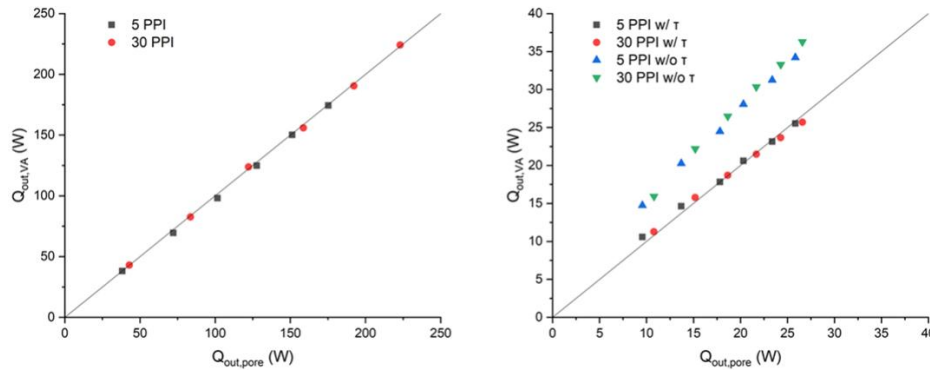 250
200
150
100
50
0
5 PPI
30 PPI
Q_out,VA (W)
0 50 100 150 200 250
Q_out,pore (W)
40
35
30
25
20
15
10
5
0
5 PPI w/ τ
30 PPI w/ τ
5 PPI w/o τ
30 PPI w/o τ
Q_out,VA (W)
0 5 10 15 20 25 30 35 40
Q_out,pore (W)